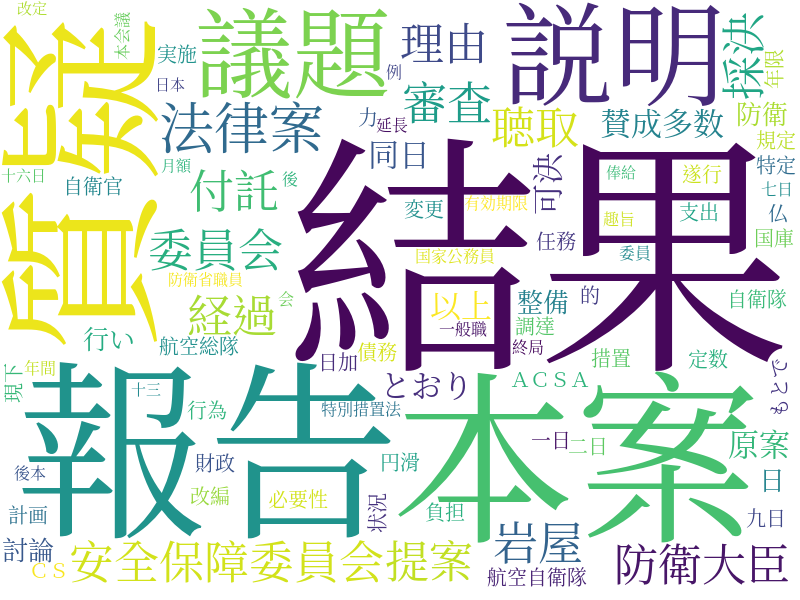 改定
本会議
実施
日本
例
議題
説明
理由
採決
年限
質疑
法律案
審査
力
延長
聴取
賛成多数
防衛
規定
十六日
自衛官
月額
後
付託
同日
可決
特定
俸給
遂行
七日
結果
変更
有効期限
趣旨
支出
仏
委員会
国家公務員
任務
委員
国庫
防衛省職員
会
経過
以上
一般職
整備
的
自衛隊
行い
航空総隊
債務
調達
終局
現下
年間
日加
措置
定数
報告
十三
とおり
ACSA
本案
こども
行為
特別措置法
一日
二日
原案
後本
財政
円滑
日
計画
改編
必要性
状況
負担
九日
討論
岩屋
CS
安全保障委員会提案
航空自衛隊
防衛大臣